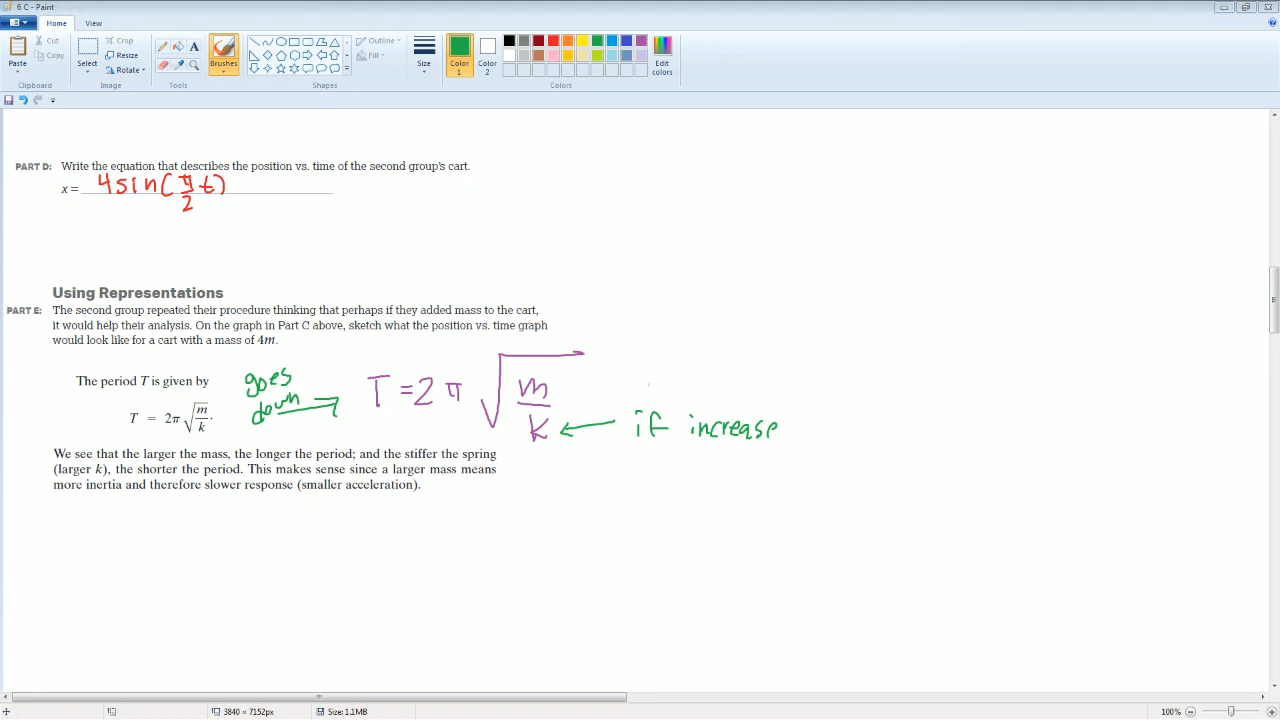 6 C - Paint
Home View
Paste
Cut
Copy
Clipboard
Select
Crop
Resize
Rotate
Image
A
Tools
Brushes
Shapes
Outline
Fill
Size
Color 1
Color 2
Edit colors
Colors
PART D: Write the equation that describes the position vs. time of the second group's cart.
x = 4sin(π/2 t)
Using Representations
PART E: The second group repeated their procedure thinking that perhaps if they added mass to the cart,
it would help their analysis. On the graph in Part C above, sketch what the position vs. time graph
would look like for a cart with a mass of 4m.
The period T is given by
T = 2π √(m/k).
goes
down
T = 2π √(m/k)
if increase
We see that the larger the mass, the longer the period; and the stiffer the spring
(larger k), the shorter the period. This makes sense since a larger mass means
more inertia and therefore slower response (smaller acceleration).
3840 × 7152px
Size: 1.1MB
100%